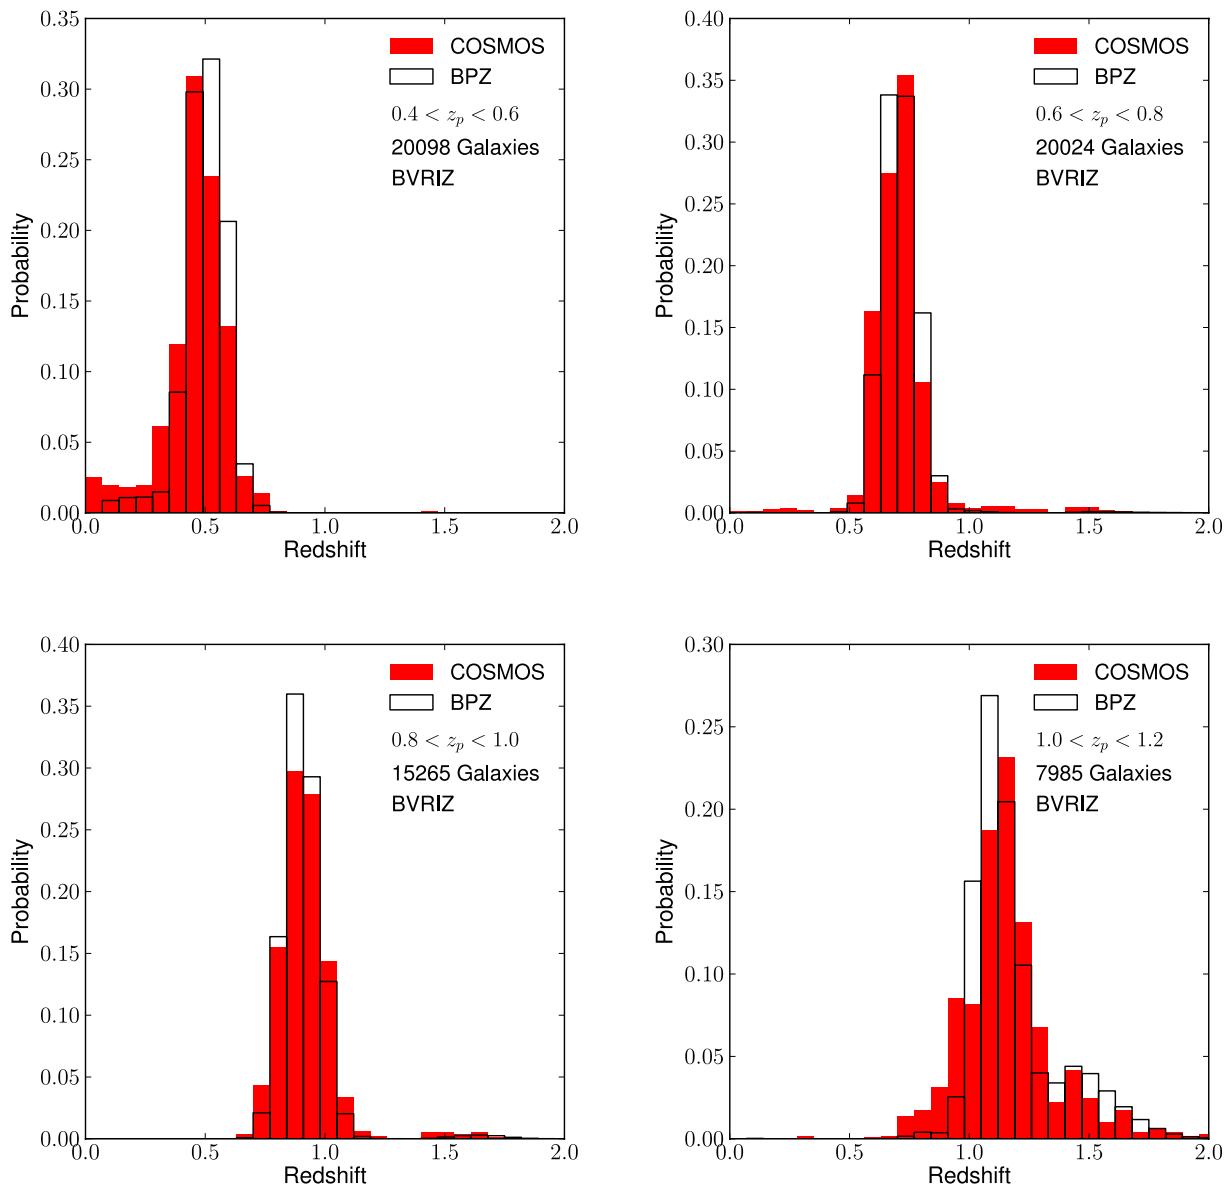 0.35
0.30
0.25
0.20
0.15
0.10
0.05
0.00
Probability
COSMOS
BPZ
0.4 < z_p < 0.6
20098 Galaxies
BVRIZ
0.0 0.5 1.0 1.5 2.0
Redshift
0.40
0.35
0.30
0.25
0.20
0.15
0.10
0.05
0.00
Probability
COSMOS
BPZ
0.6 < z_p < 0.8
20024 Galaxies
BVRIZ
0.0 0.5 1.0 1.5 2.0
Redshift
0.40
0.35
0.30
0.25
0.20
0.15
0.10
0.05
0.00
Probability
COSMOS
BPZ
0.8 < z_p < 1.0
15265 Galaxies
BVRIZ
0.0 0.5 1.0 1.5 2.0
Redshift
0.30
0.25
0.20
0.15
0.10
0.05
0.00
Probability
COSMOS
BPZ
1.0 < z_p < 1.2
7985 Galaxies
BVRIZ
0.0 0.5 1.0 1.5 2.0
Redshift